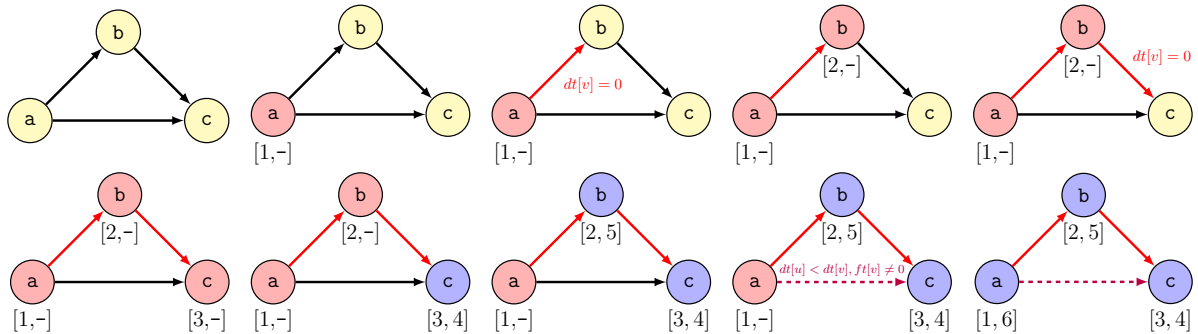 b
a
c
b
a
c
[1,-]
b
dt[v] = 0
a
c
[1,-]
b
[2,-]
a
c
[1,-]
b
[2,-]
dt[v] = 0
a
c
[1,-]
b
[2,-]
a
c
[1,-]
[3,-]
b
[2,-]
a
c
[1,-]
[3, 4]
b
[2, 5]
a
c
[1,-]
[3, 4]
b
[2, 5]
dt[u] < dt[v], ft[v] ≠ 0
a
c
[1,-]
[3, 4]
b
[2, 5]
a
c
[1, 6]
[3, 4]